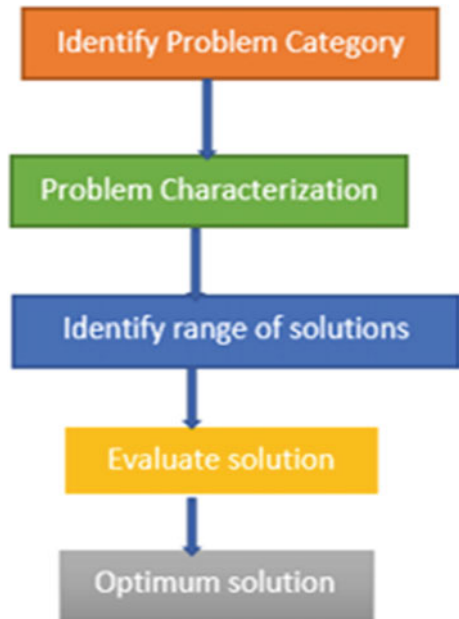 Identify Problem Category
Problem Characterization
Identify range of solutions
Evaluate solution
Optimum solution